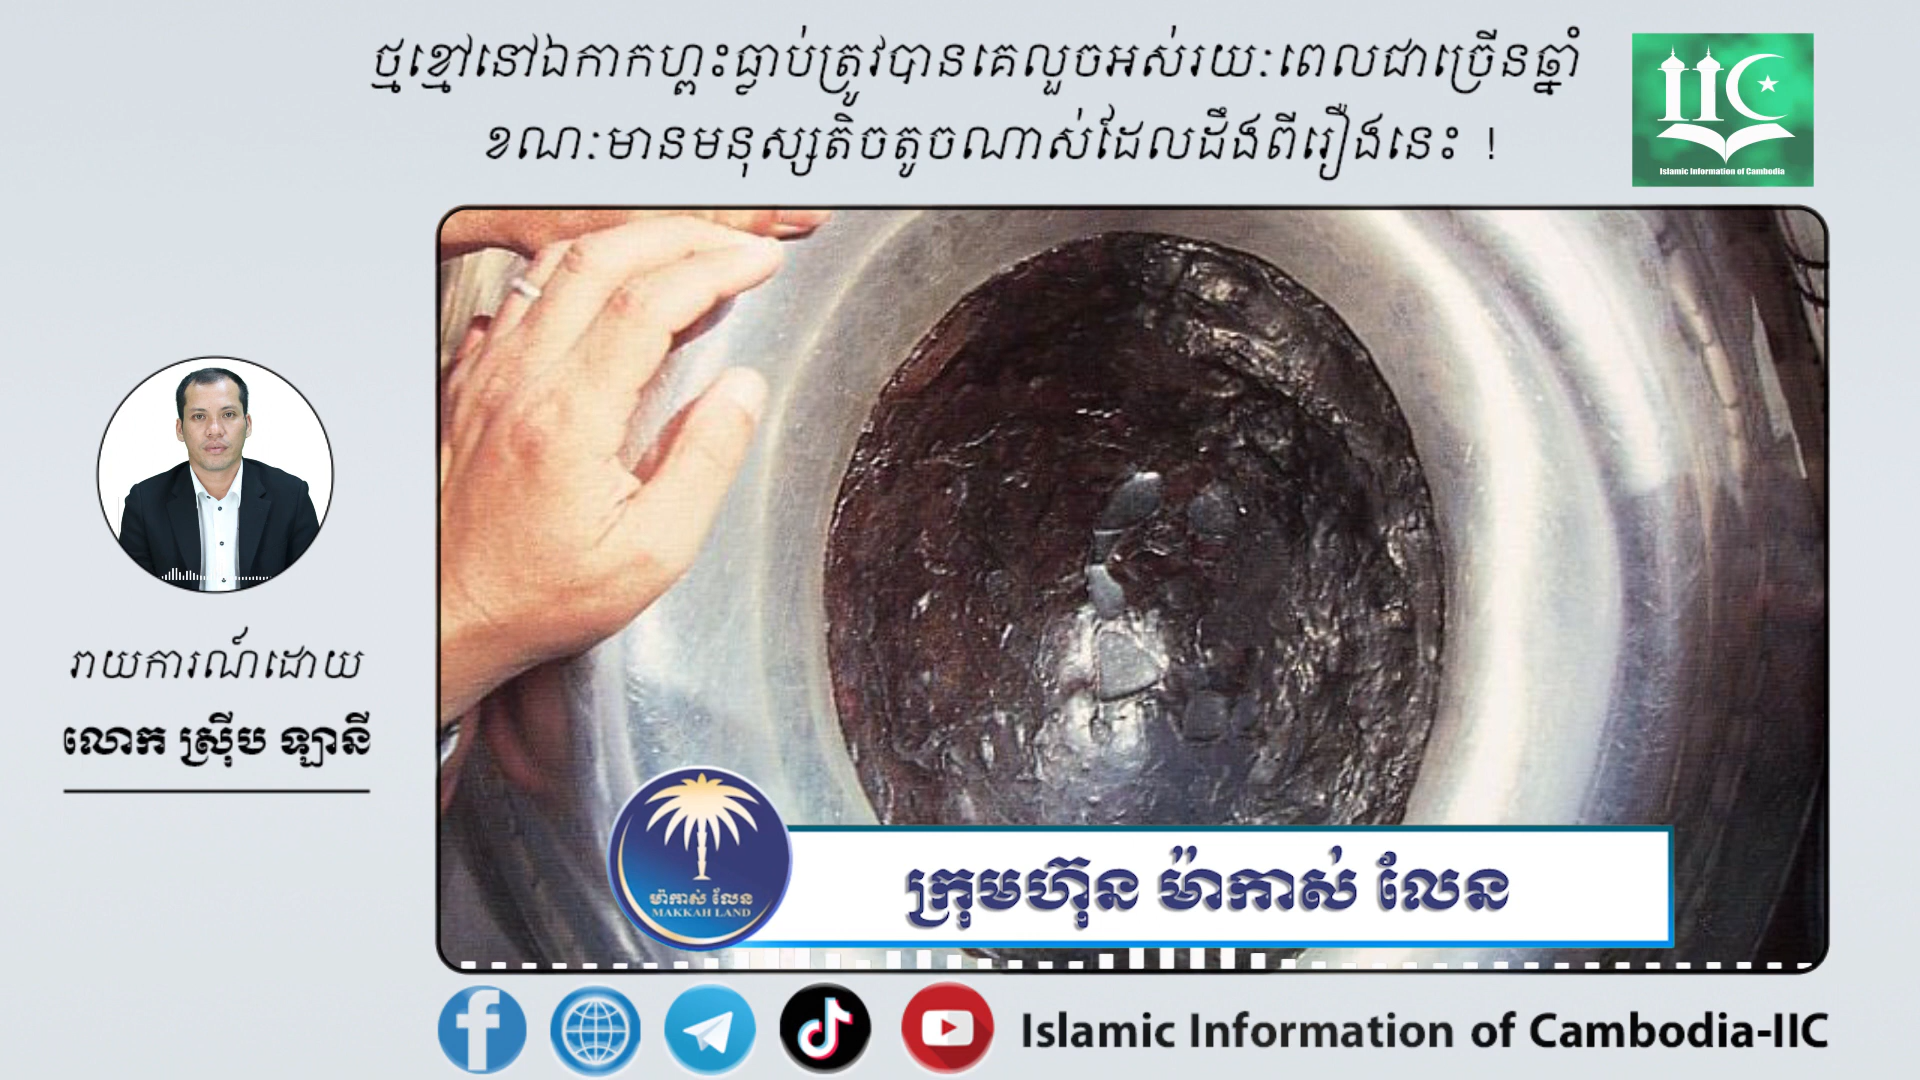 ថ្មខ្មៅនៅឯកាកហ្ពះធ្លាប់ត្រូវបានគេលួចអស់រយៈពេលជាច្រើនឆ្នាំ
ខណៈមានមនុស្សតិចតួចណាស់ដែលដឹងពីរឿងនេះ !
IIC
Islamic Information of Cambodia
រាយការណ៍ដោយ
លោក ស្រ៊ីប ឡានី
ម៉ាកាស់ លែន
MAKKAH LAND
ក្រុមហ៊ុន ម៉ាកាស់ លែន
Islamic Information of Cambodia-IIC